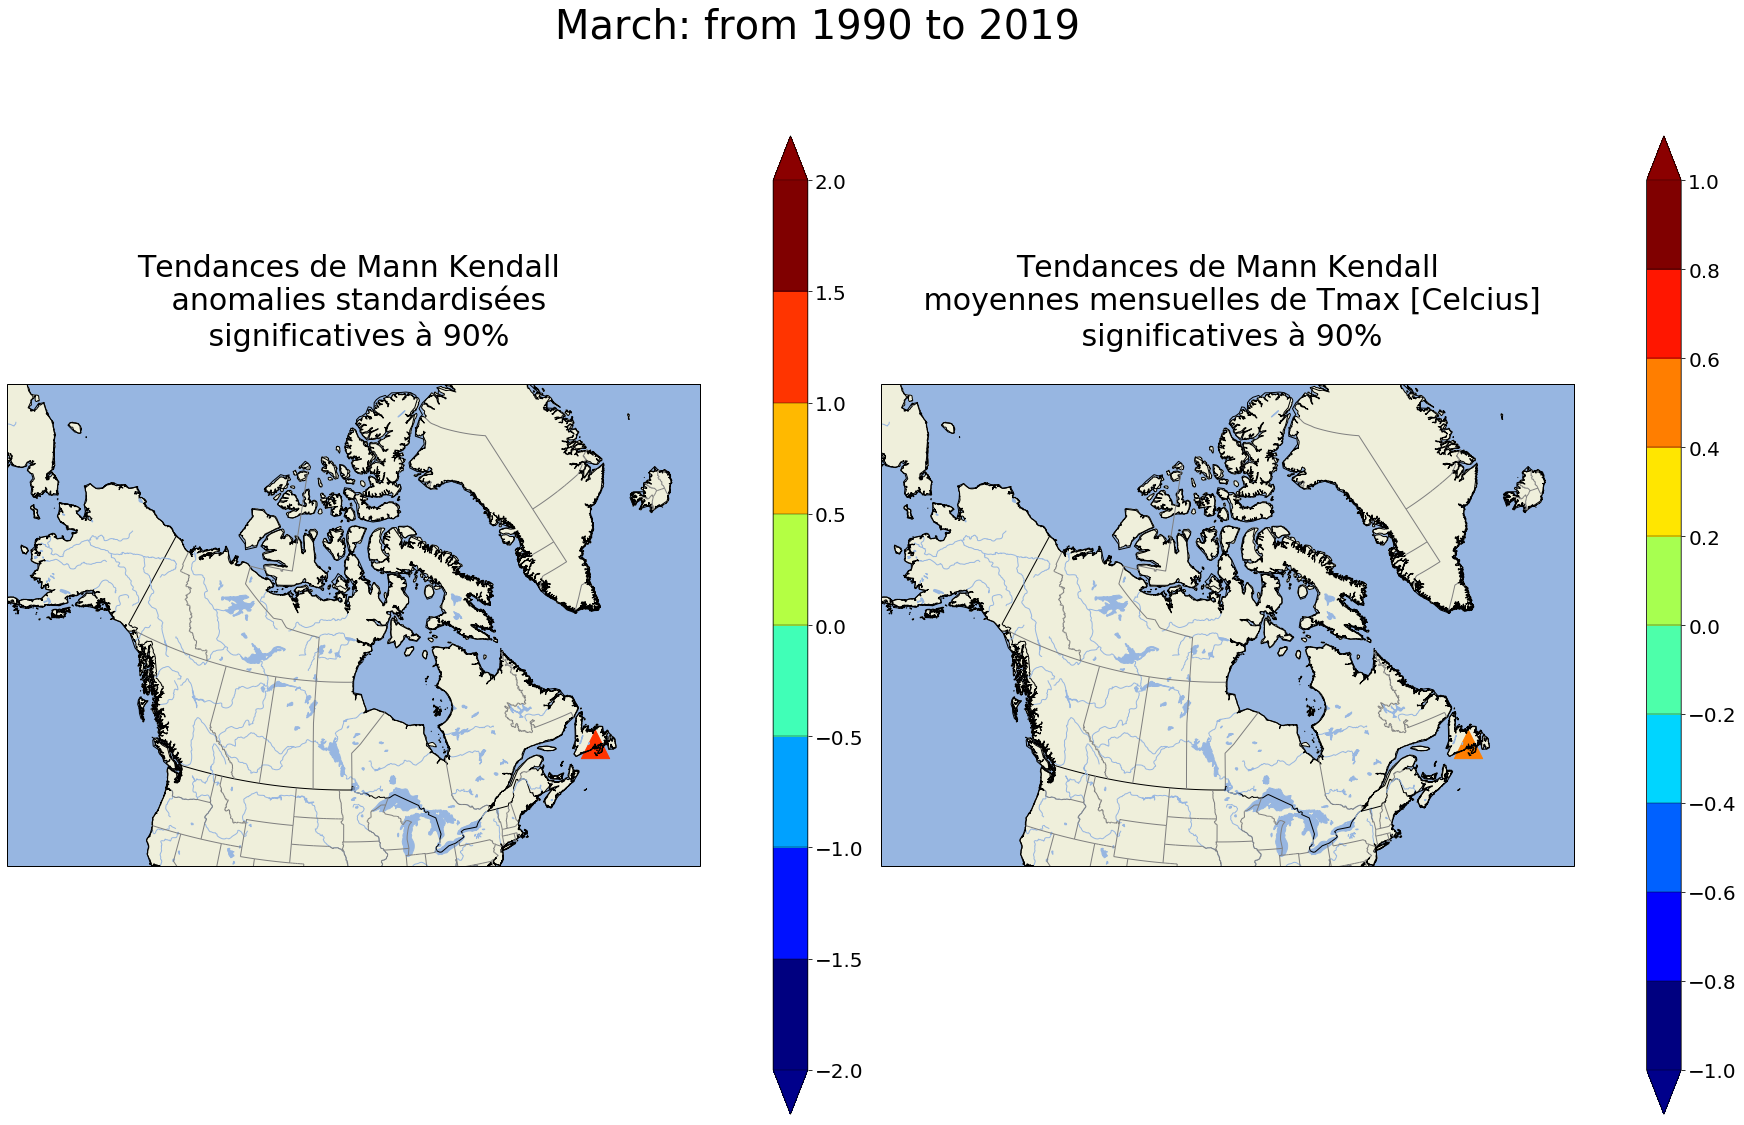 March: from 1990 to 2019
Tendances de Mann Kendall
anomalies standardisées
significatives à 90%
2.0
1.5
1.0
0.5
0.0
−0.5
−1.0
−1.5
−2.0
Tendances de Mann Kendall
moyennes mensuelles de Tmax [Celcius]
significatives à 90%
1.0
0.8
0.6
0.4
0.2
0.0
−0.2
−0.4
−0.6
−0.8
−1.0